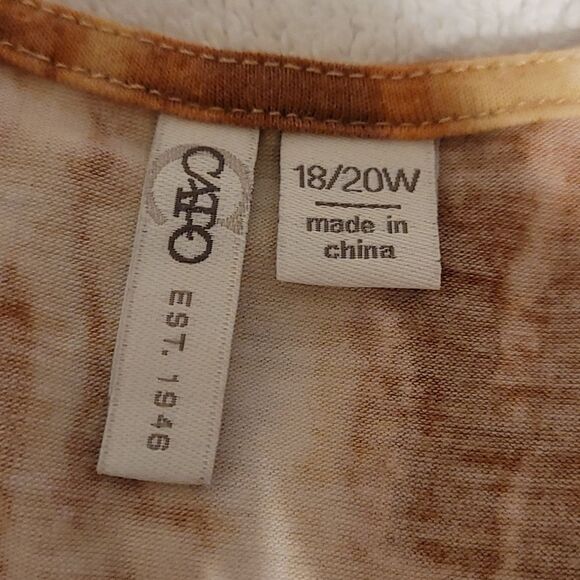 CATO
EST. 1946
18/20W
made in
china